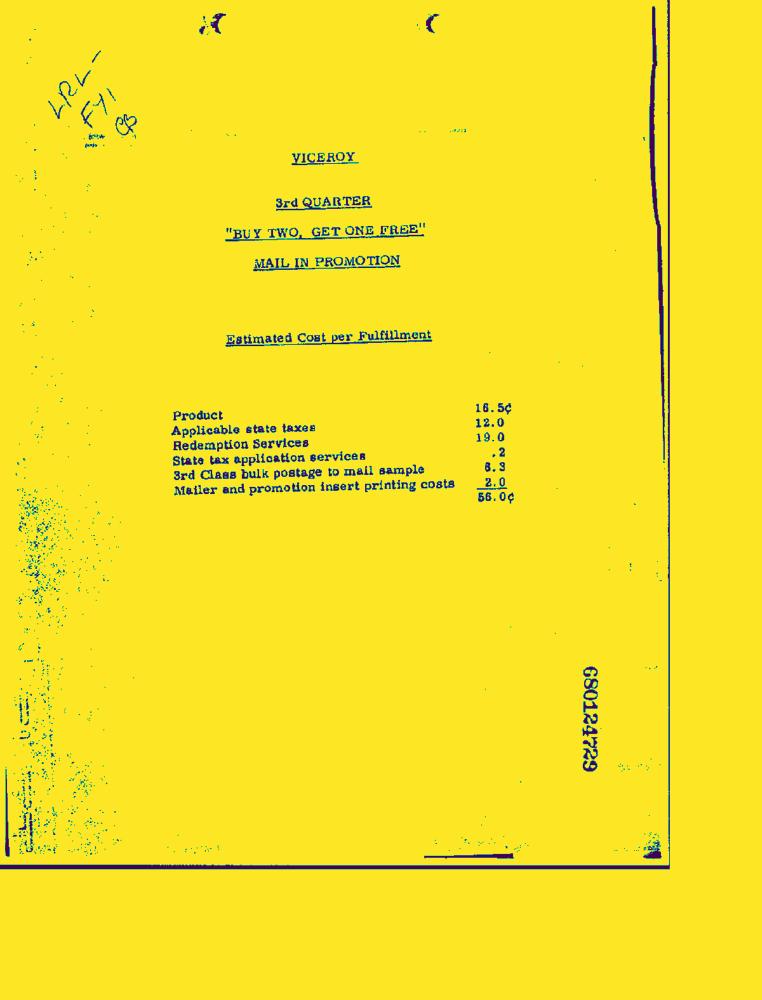 LRL-
FYI
CB
VICEROY
3rd QUARTER
"BUY TWO, GET ONE FREE"
MAIL IN PROMOTION
Estimated Cost per Fulfillment
Product 16.5¢
Applicable state taxes 12.0
Redemption Services 19.0
State tax application services .2
3rd Class bulk postage to mail sample 6.3
Mailer and promotion insert printing costs 2.0
56.0¢
680124729